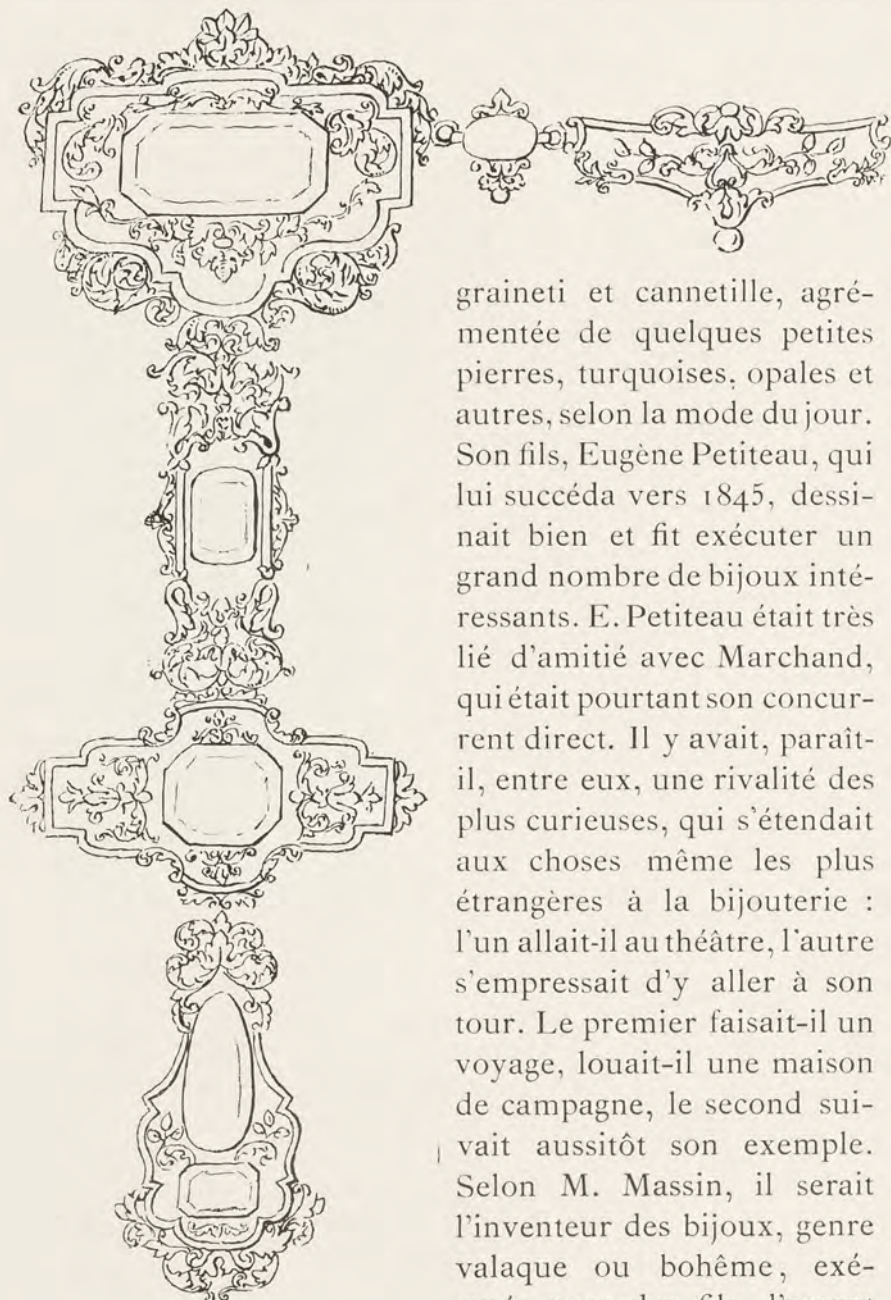 graineti et cannetille, agré-
mentée de quelques petites
pierres, turquoises, opales et
autres, selon la mode du jour.
Son fils, Eugène Petiteau, qui
lui succéda vers 1845, dessi-
nait bien et fit exécuter un
grand nombre de bijoux inté-
ressants. E. Petiteau était très
lié d'amitié avec Marchand,
qui était pourtant son concur-
rent direct. Il y avait, paraît-
il, entre eux, une rivalité des
plus curieuses, qui s'étendait
aux choses même les plus
étrangères à la bijouterie :
l'un allait-il au théâtre, l'autre
s'empressait d'y aller à son
tour. Le premier faisait-il un
voyage, louait-il une maison
de campagne, le second sui-
vait aussitôt son exemple.
Selon M. Massin, il serait
l'inventeur des bijoux, genre
valaque ou bohême, exé-